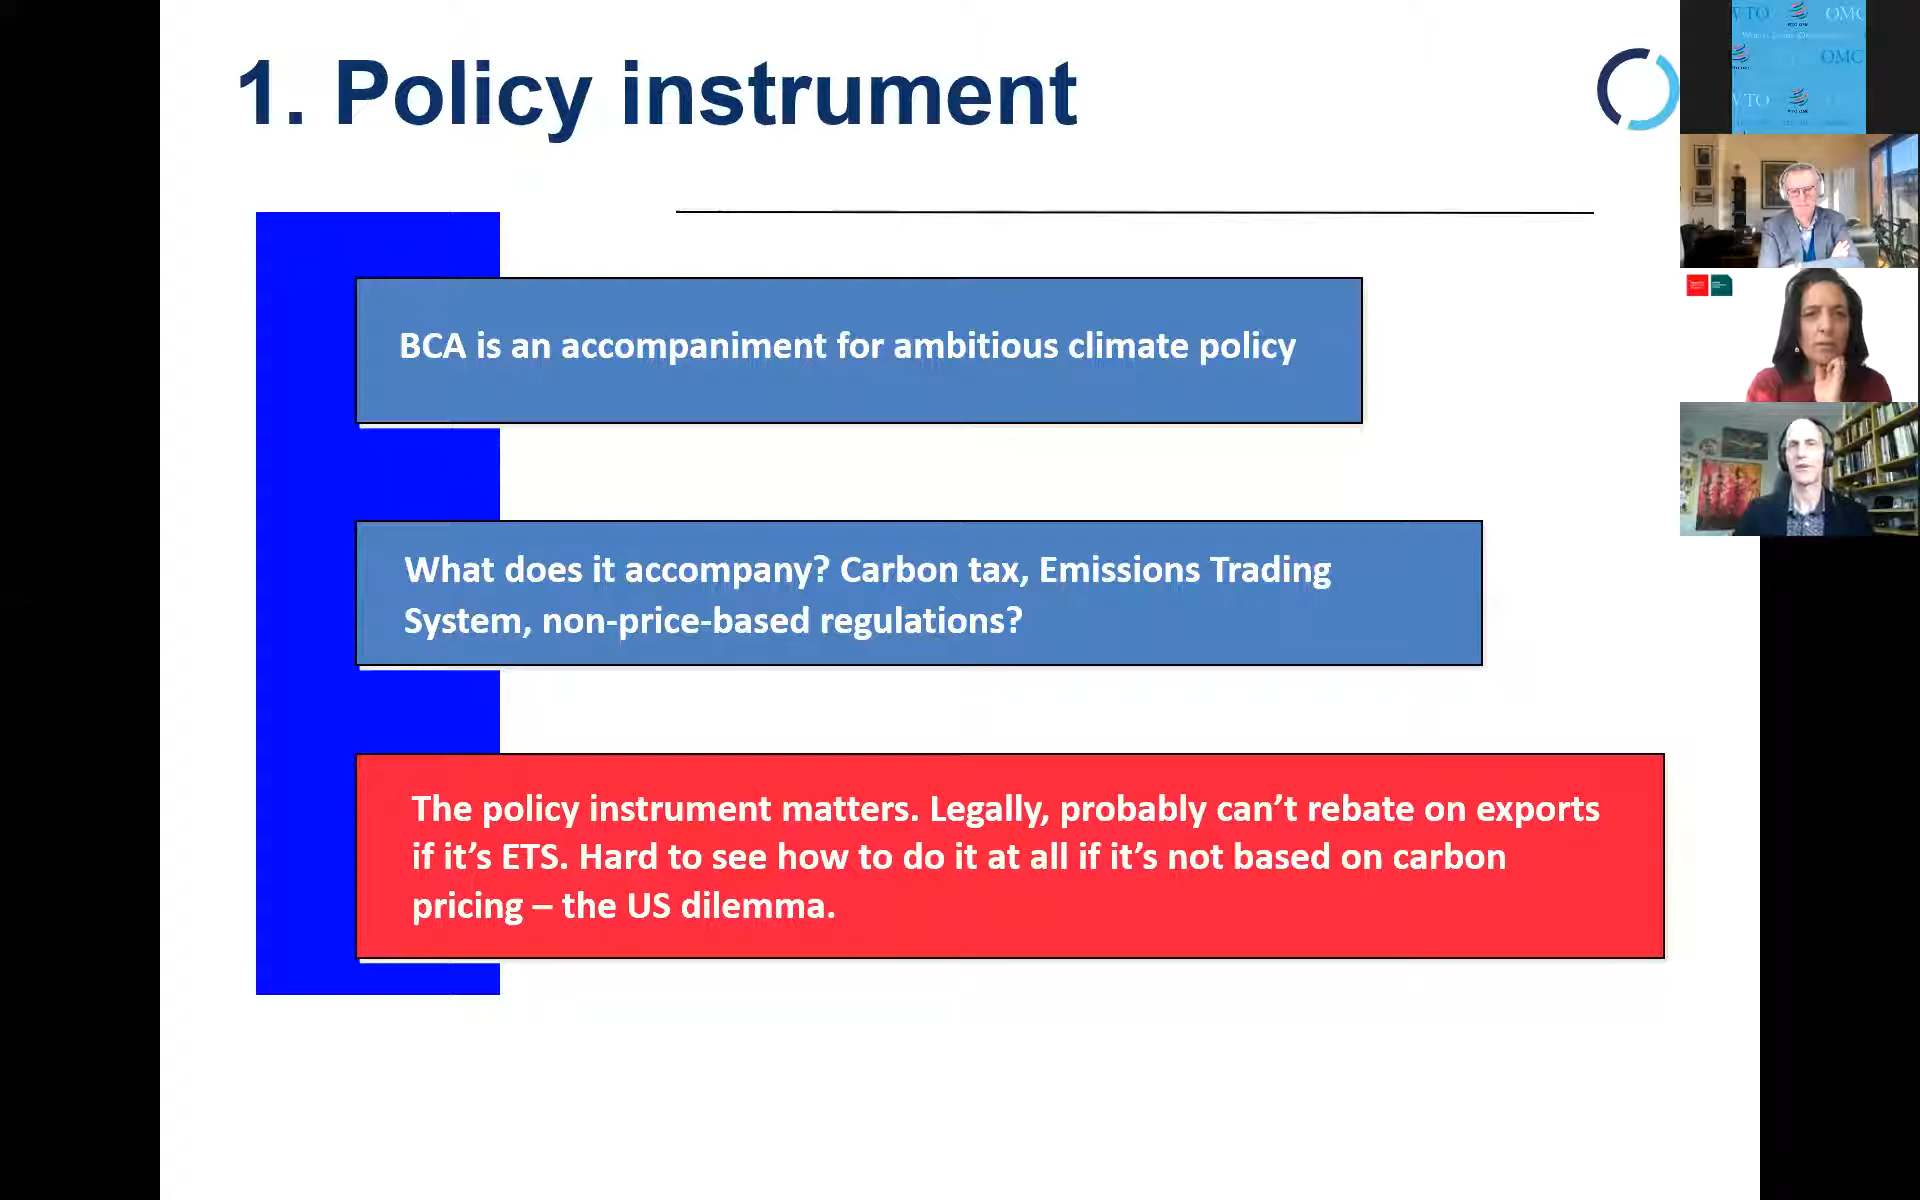 1. Policy instrument
BCA is an accompaniment for ambitious climate policy
What does it accompany? Carbon tax, Emissions Trading
System, non-price-based regulations?
The policy instrument matters. Legally, probably can’t rebate on exports
if it’s ETS. Hard to see how to do it at all if it’s not based on carbon
pricing – the US dilemma.
OMC